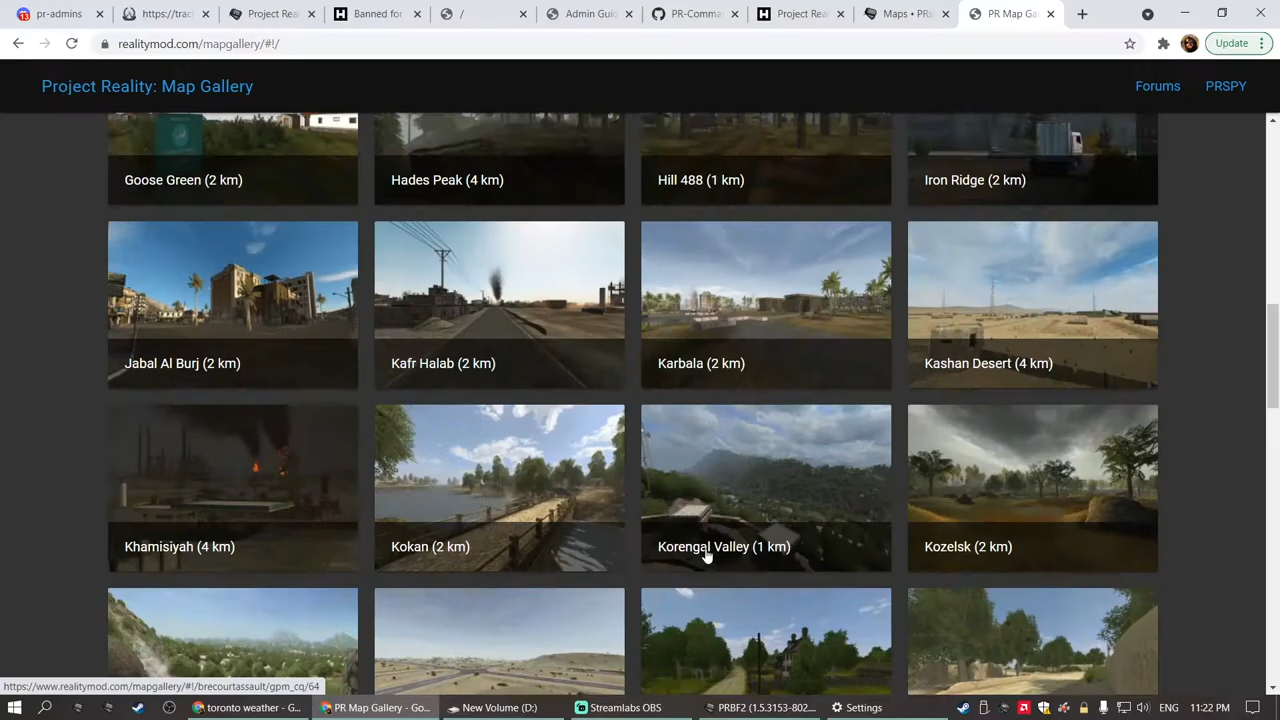 13
pr-admins
https://trac
Project Rea
Banned for
/
Admin Guid
PR-Comman
Project Rea
Maps • PRs
PR Map Gal
realitymod.com/mapgallery/#!/
Update
Project Reality: Map Gallery
Forums
PRSPY
Goose Green (2 km)
Hades Peak (4 km)
Hill 488 (1 km)
Iron Ridge (2 km)
Jabal Al Burj (2 km)
Kafr Halab (2 km)
Karbala (2 km)
Kashan Desert (4 km)
Khamisiyah (4 km)
Kokan (2 km)
Korengal Valley (1 km)
Kozelsk (2 km)
https://www.realitymod.com/mapgallery/#!/brecourtassault/gpm_cq/64
toronto weather - G...
PR Map Gallery - Go...
New Volume (D:)
Streamlabs OBS
PRBF2 (1.5.3153-802...
Settings
ENG
11:22 PM